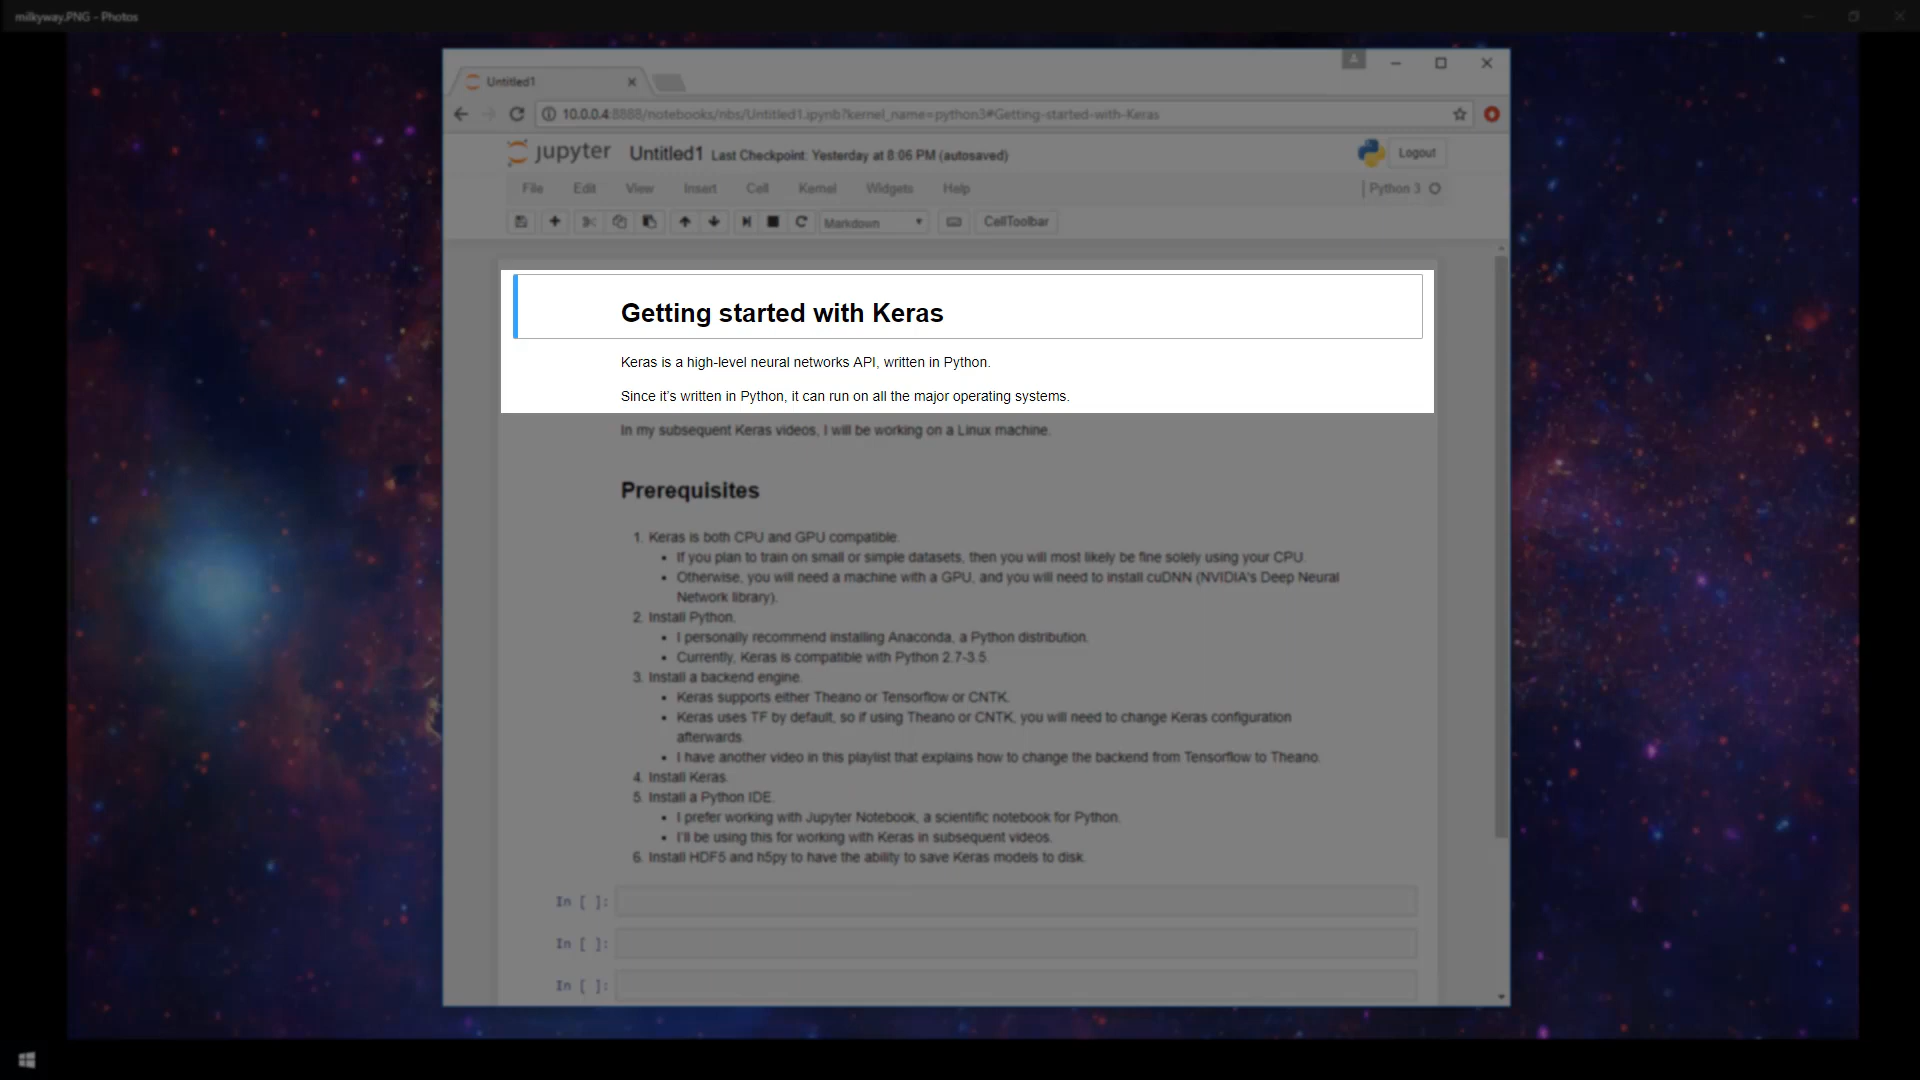 milkyway.PNG - Photos
Untitled1
10.0.0.4:8888/notebooks/nbs/Untitled1.ipynb?kernel_name=python3#Getting-started-with-Keras
jupyter Untitled1 Last Checkpoint: Yesterday at 8:06 PM (autosaved) Logout
File Edit View Insert Cell Kernel Widgets Help Python 3
Markdown CellToolbar
Getting started with Keras
Keras is a high-level neural networks API, written in Python.
Since it's written in Python, it can run on all the major operating systems.
In my subsequent Keras videos, I will be working on a Linux machine.
Prerequisites
1. Keras is both CPU and GPU compatible.
• If you plan to train on small or simple datasets, then you will most likely be fine solely using your CPU.
• Otherwise, you will need a machine with a GPU, and you will need to install cuDNN (NVIDIA's Deep Neural
Network library).
2. Install Python.
• I personally recommend installing Anaconda, a Python distribution.
• Currently, Keras is compatible with Python 2.7-3.5.
3. Install a backend engine.
• Keras supports either Theano or Tensorflow or CNTK.
• Keras uses TF by default, so if using Theano or CNTK, you will need to change Keras configuration
afterwards.
• I have another video in this playlist that explains how to change the backend from Tensorflow to Theano.
4. Install Keras.
5. Install a Python IDE.
• I prefer working with Jupyter Notebook, a scientific notebook for Python.
• I'll be using this for working with Keras in subsequent videos.
6. Install HDF5 and h5py to have the ability to save Keras models to disk.
In [ ]:
In [ ]:
In [ ]: